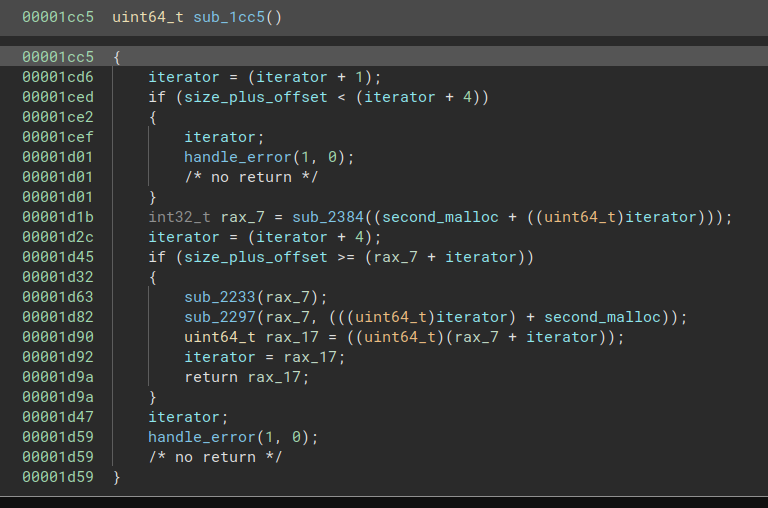 00001cc5 uint64_t sub_1cc5()
00001cc5 {
00001cd6 iterator = (iterator + 1);
00001ced if (size_plus_offset < (iterator + 4))
00001ce2 {
00001cef iterator;
00001d01 handle_error(1, 0);
00001d01 /* no return */
00001d01 }
00001d1b int32_t rax_7 = sub_2384((second_malloc + ((uint64_t)iterator)));
00001d2c iterator = (iterator + 4);
00001d45 if (size_plus_offset >= (rax_7 + iterator))
00001d32 {
00001d63 sub_2233(rax_7);
00001d82 sub_2297(rax_7, (((uint64_t)iterator) + second_malloc));
00001d90 uint64_t rax_17 = ((uint64_t)(rax_7 + iterator));
00001d92 iterator = rax_17;
00001d9a return rax_17;
00001d9a }
00001d47 iterator;
00001d59 handle_error(1, 0);
00001d59 /* no return */
00001d59 }